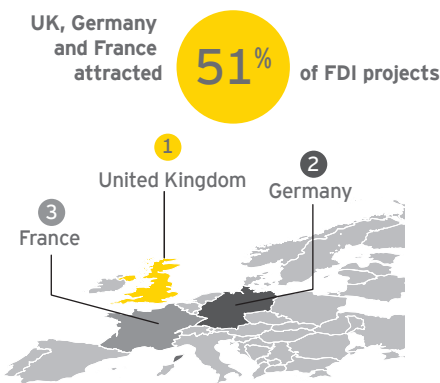 UK, Germany
and France
attracted
51%
of FDI projects
1
United Kingdom
2
Germany
3
France